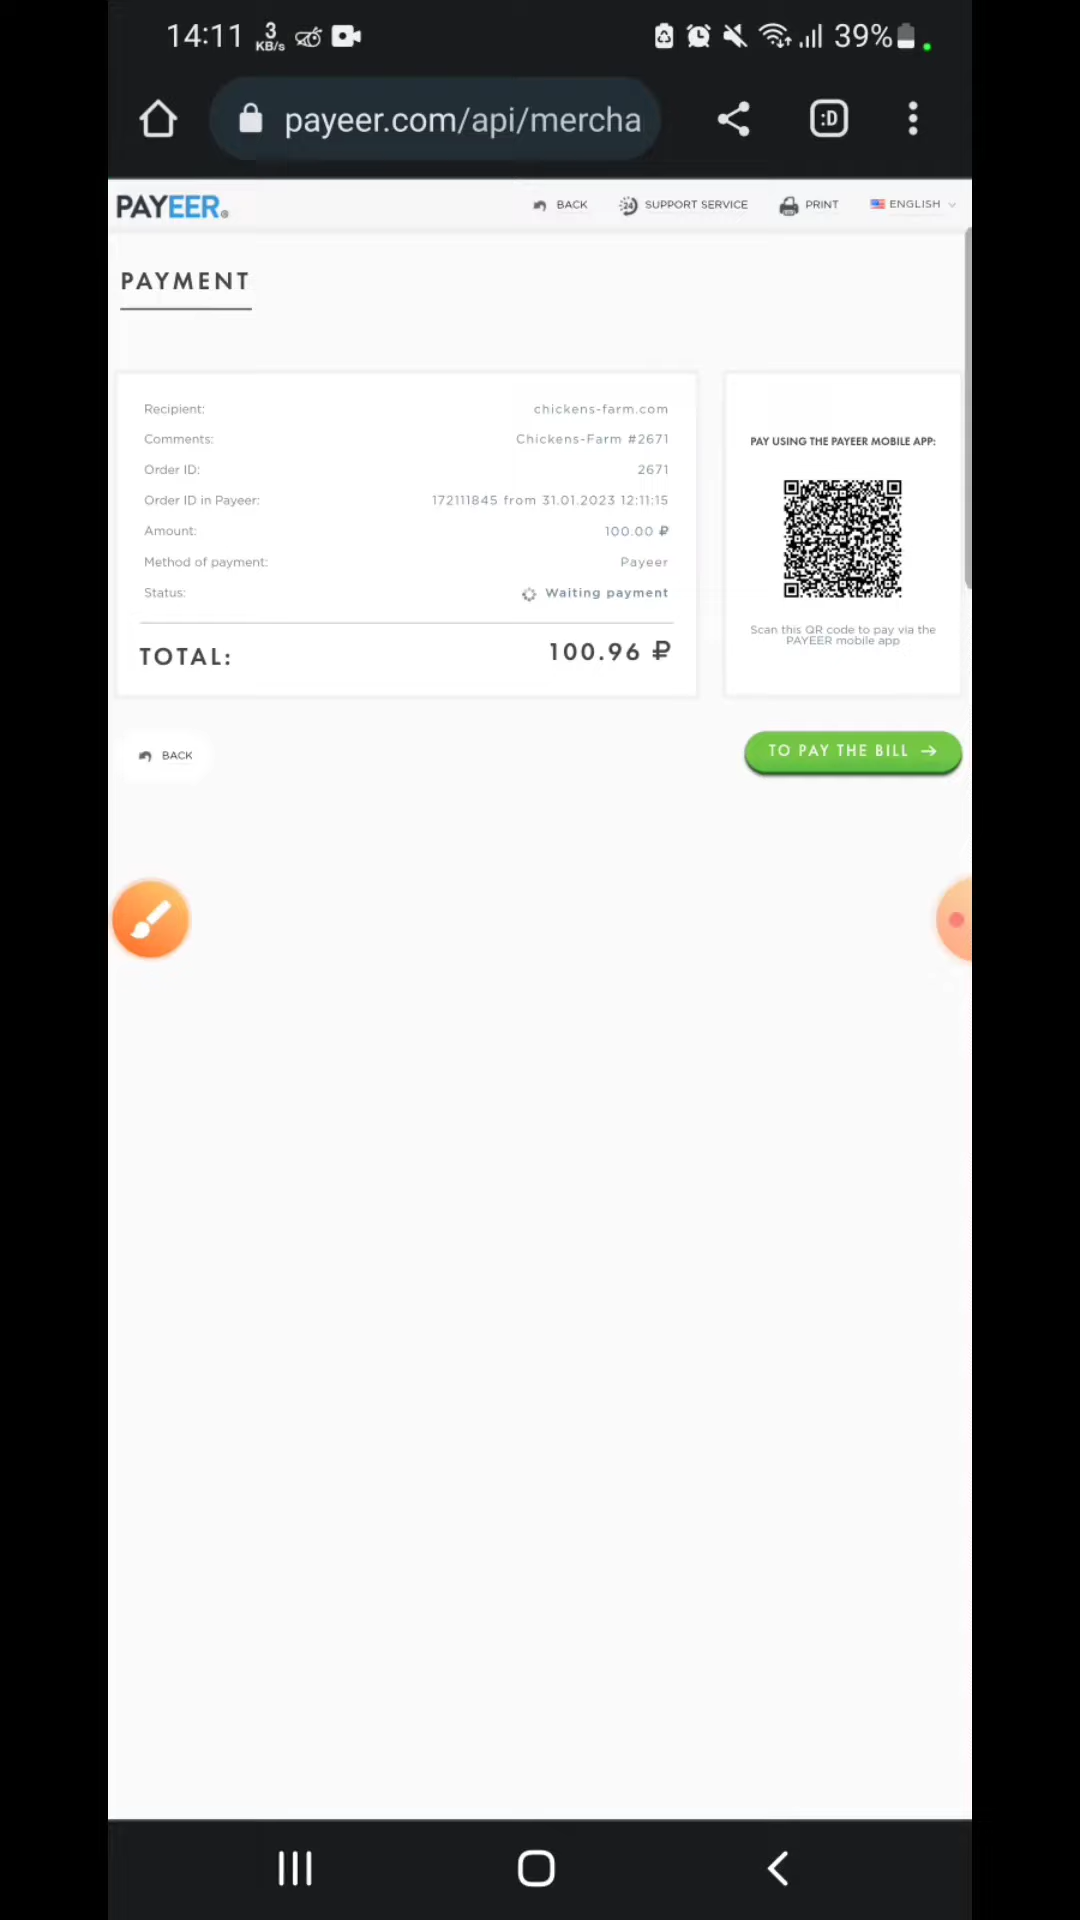 14:11 3 KB/s 39%
payeer.com/api/mercha :D
PAYEER® BACK 24 SUPPORT SERVICE PRINT ENGLISH
PAYMENT
Recipient: chickens-farm.com
Comments: Chickens-Farm #2671
Order ID: 2671
Order ID in Payeer: 172111845 from 31.01.2023 12:11:15
Amount: 100.00 ₽
Method of payment: Payeer
Status: Waiting payment
TOTAL: 100.96 ₽
PAY USING THE PAYEER MOBILE APP:
Scan this QR code to pay via the
PAYEER mobile app
BACK
TO PAY THE BILL →